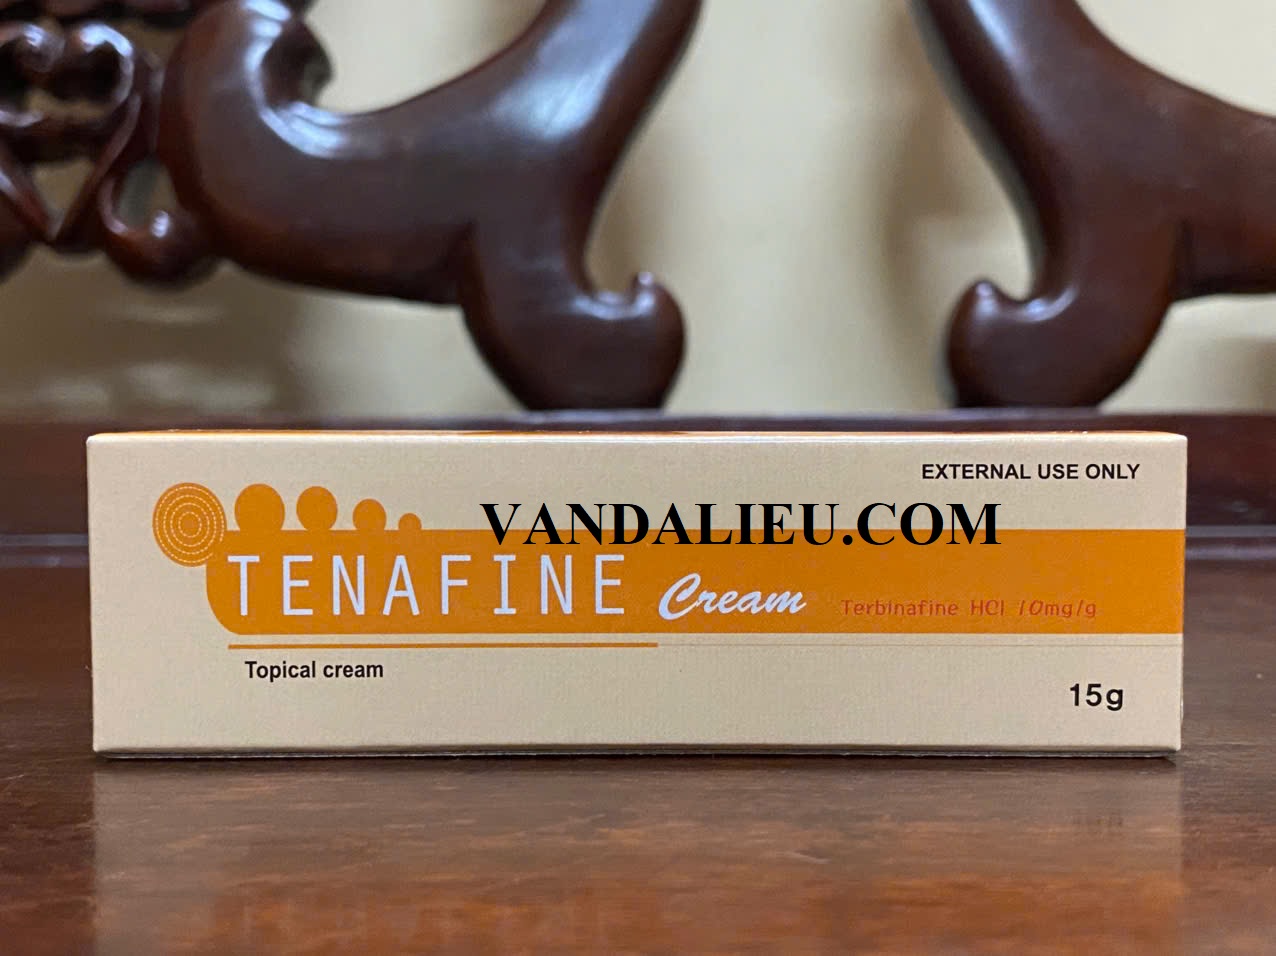 EXTERNAL USE ONLY
VANDALIEU.COM
TENAFINE Cream Terbinafine HCl 10mg/g
Topical cream
15g